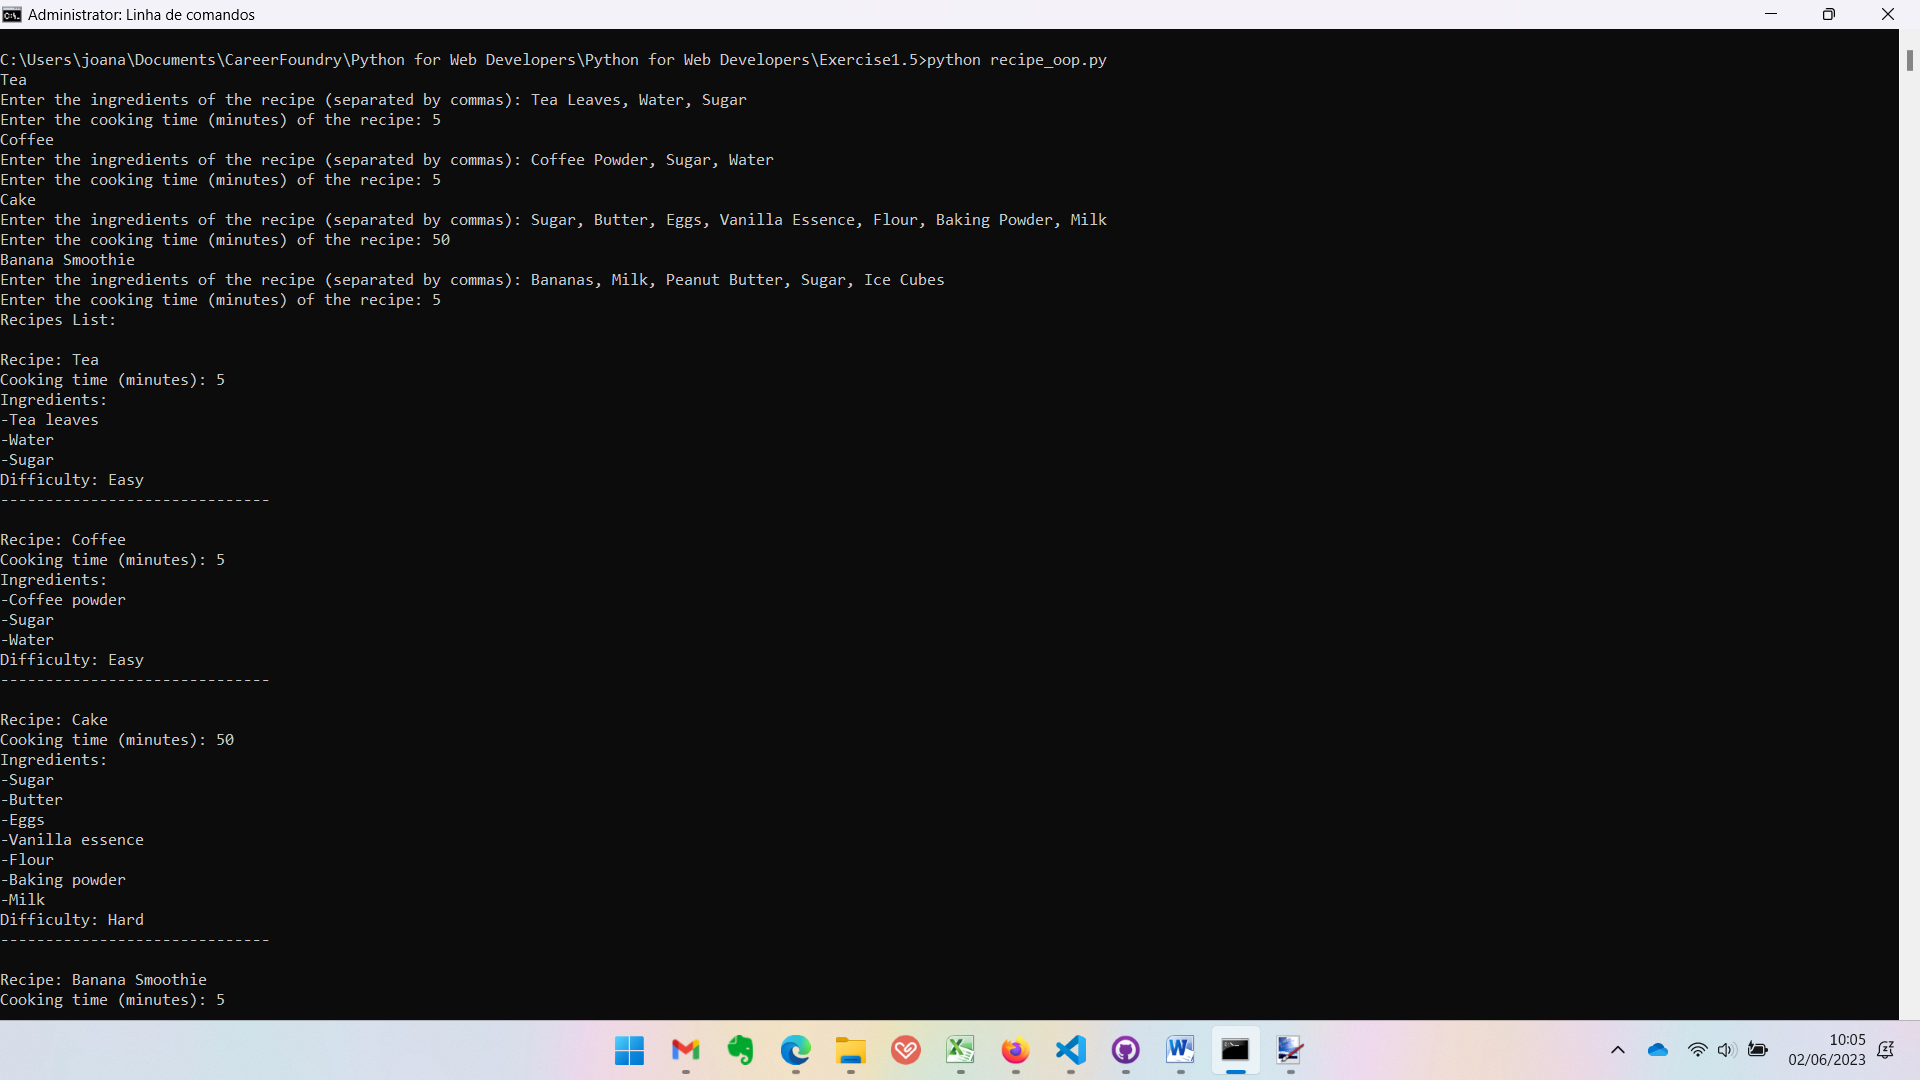 Administrator: Linha de comandos
C:\Users\joana\Documents\CareerFoundry\Python for Web Developers\Python for Web Developers\Exercise1.5>python recipe_oop.py
Tea
Enter the ingredients of the recipe (separated by commas): Tea Leaves, Water, Sugar
Enter the cooking time (minutes) of the recipe: 5
Coffee
Enter the ingredients of the recipe (separated by commas): Coffee Powder, Sugar, Water
Enter the cooking time (minutes) of the recipe: 5
Cake
Enter the ingredients of the recipe (separated by commas): Sugar, Butter, Eggs, Vanilla Essence, Flour, Baking Powder, Milk
Enter the cooking time (minutes) of the recipe: 50
Banana Smoothie
Enter the ingredients of the recipe (separated by commas): Bananas, Milk, Peanut Butter, Sugar, Ice Cubes
Enter the cooking time (minutes) of the recipe: 5
Recipes List:
Recipe: Tea
Cooking time (minutes): 5
Ingredients:
-Tea leaves
-Water
-Sugar
Difficulty: Easy
------------------------------
Recipe: Coffee
Cooking time (minutes): 5
Ingredients:
-Coffee powder
-Sugar
-Water
Difficulty: Easy
------------------------------
Recipe: Cake
Cooking time (minutes): 50
Ingredients:
-Sugar
-Butter
-Eggs
-Vanilla essence
-Flour
-Baking powder
-Milk
Difficulty: Hard
------------------------------
Recipe: Banana Smoothie
Cooking time (minutes): 5
10:05
02/06/2023